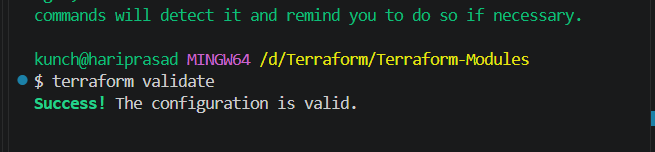 commands will detect it and remind you to do so if necessary.
kunch@hariprasad MINGW64 /d/Terraform/Terraform-Modules
$ terraform validate
Success! The configuration is valid.